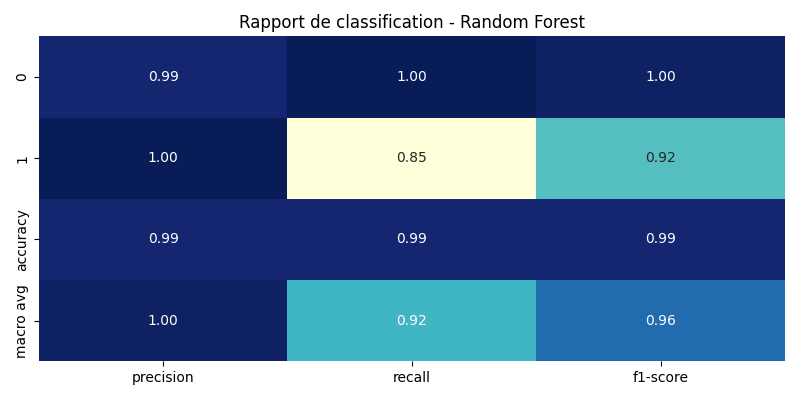 Rapport de classification - Random Forest
0 0.99 1.00 1.00
1 1.00 0.85 0.92
accuracy 0.99 0.99 0.99
macro avg 1.00 0.92 0.96
precision recall f1-score